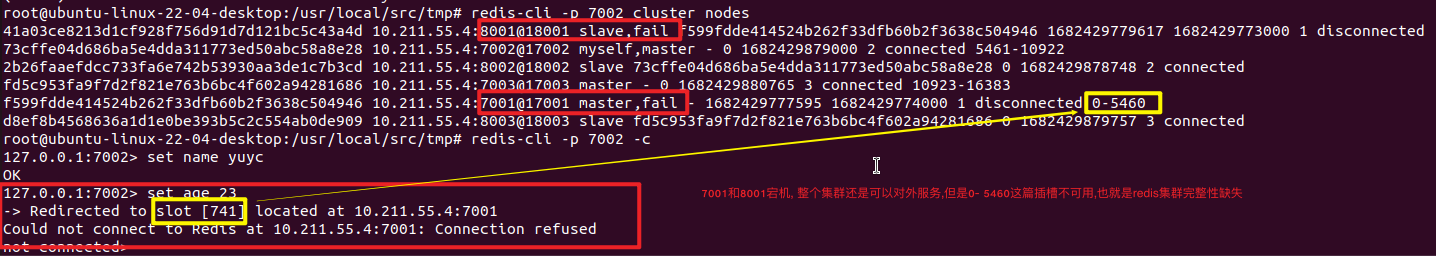 root@ubuntu-linux-22-04-desktop:/usr/local/src/tmp# redis-cli -p 7002 cluster nodes
41a03ce8213d1cf928f756d91d7d121bc5c43a4d 10.211.55.4:8001@18001 slave,fail f599fdde414524b262f33dfb60b2f3638c504946 1682429779617 1682429773000 1 disconnected
73cffe04d686ba5e4dda311773ed50abc58a8e28 10.211.55.4:7002@17002 myself,master - 0 1682429879000 2 connected 5461-10922
2b26faaefdcc733fa6e742b53930aa3de1c7b3cd 10.211.55.4:8002@18002 slave 73cffe04d686ba5e4dda311773ed50abc58a8e28 0 1682429878748 2 connected
fd5c953fa9f7d2f821e763b6bc4f602a94281686 10.211.55.4:7003@17003 master - 0 1682429880765 3 connected 10923-16383
f599fdde414524b262f33dfb60b2f3638c504946 10.211.55.4:7001@17001 master,fail - 1682429777595 1682429774000 1 disconnected 0-5460
d8ef8b4568636a1d1e0be393b5c2c554ab0de909 10.211.55.4:8003@18003 slave fd5c953fa9f7d2f821e763b6bc4f602a94281686 0 1682429879757 3 connected
root@ubuntu-linux-22-04-desktop:/usr/local/src/tmp# redis-cli -p 7002 -c
127.0.0.1:7002> set name yuyc
OK
127.0.0.1:7002> set age 23
7001和8001宕机, 整个集群还是可以对外服务,但是0- 5460这篇插槽不可用,也就是redis集群完整性缺失
-> Redirected to slot [741] located at 10.211.55.4:7001
Could not connect to Redis at 10.211.55.4:7001: Connection refused
not connected>